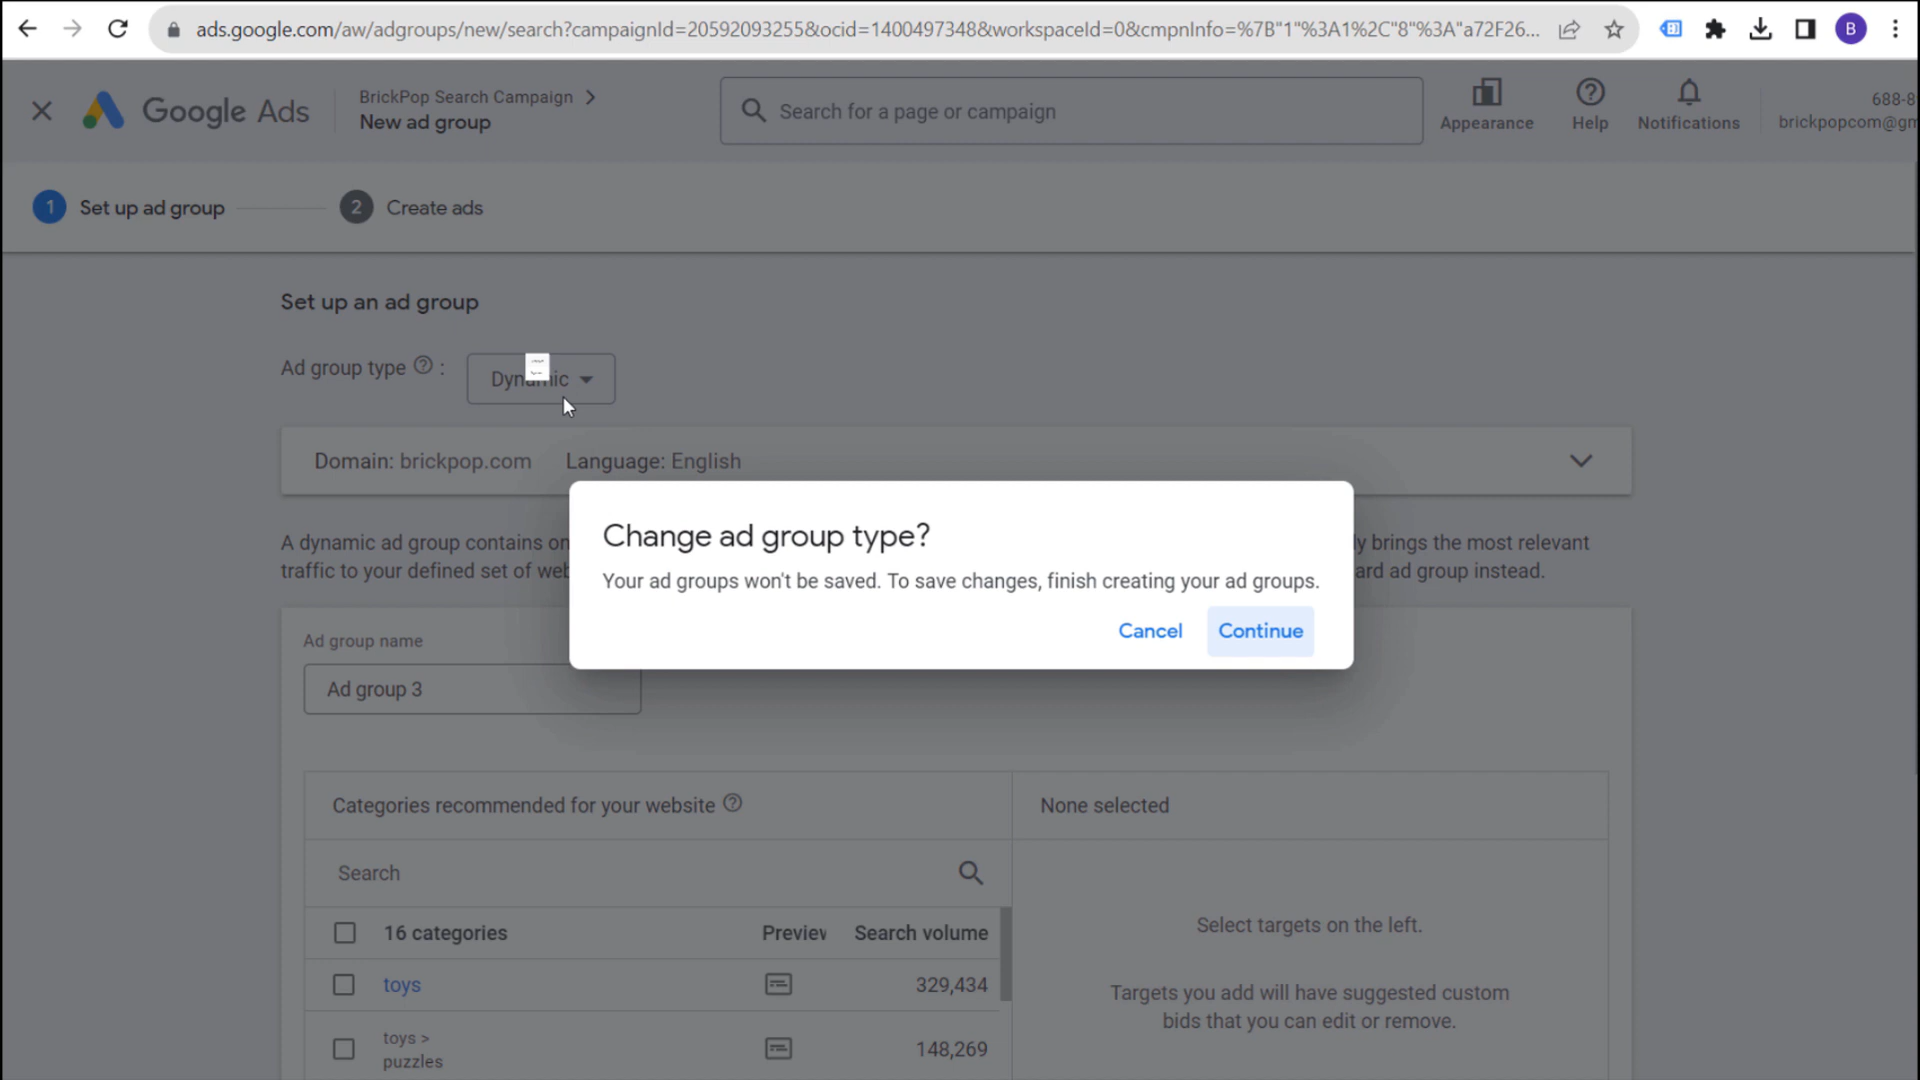 ads.google.com/aw/adgroups/new/search?campaignId=20592093255&ocid=1400497348&workspaceId=0&cmpnInfo=%7B"1"%3A1%2C"8"%3A"a72F26...
B
Google Ads
BrickPop Search Campaign
New ad group
Search for a page or campaign
Appearance
Help
Notifications
688-8
brickpopcom@gm
1 Set up ad group
2 Create ads
Set up an ad group
Ad group type :
Dynamic
Domain: brickpop.com Language: English
A dynamic ad group contains on
ly brings the most relevant
traffic to your defined set of web
ard ad group instead.
Change ad group type?
Your ad groups won't be saved. To save changes, finish creating your ad groups.
Cancel
Continue
Ad group name
Ad group 3
Categories recommended for your website
None selected
Search
16 categories
Preview
Search volume
toys
329,434
toys >
puzzles
148,269
Select targets on the left.
Targets you add will have suggested custom
bids that you can edit or remove.